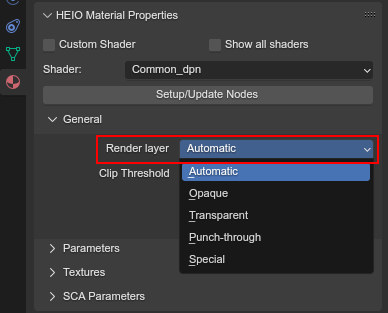 HEIO Material Properties
Custom Shader Show all shaders
Shader: Common_dpn
Setup/Update Nodes
General
Render layer Automatic
Clip Threshold Automatic
Opaque
Transparent
Punch-through
Special
Parameters
Textures
SCA Parameters